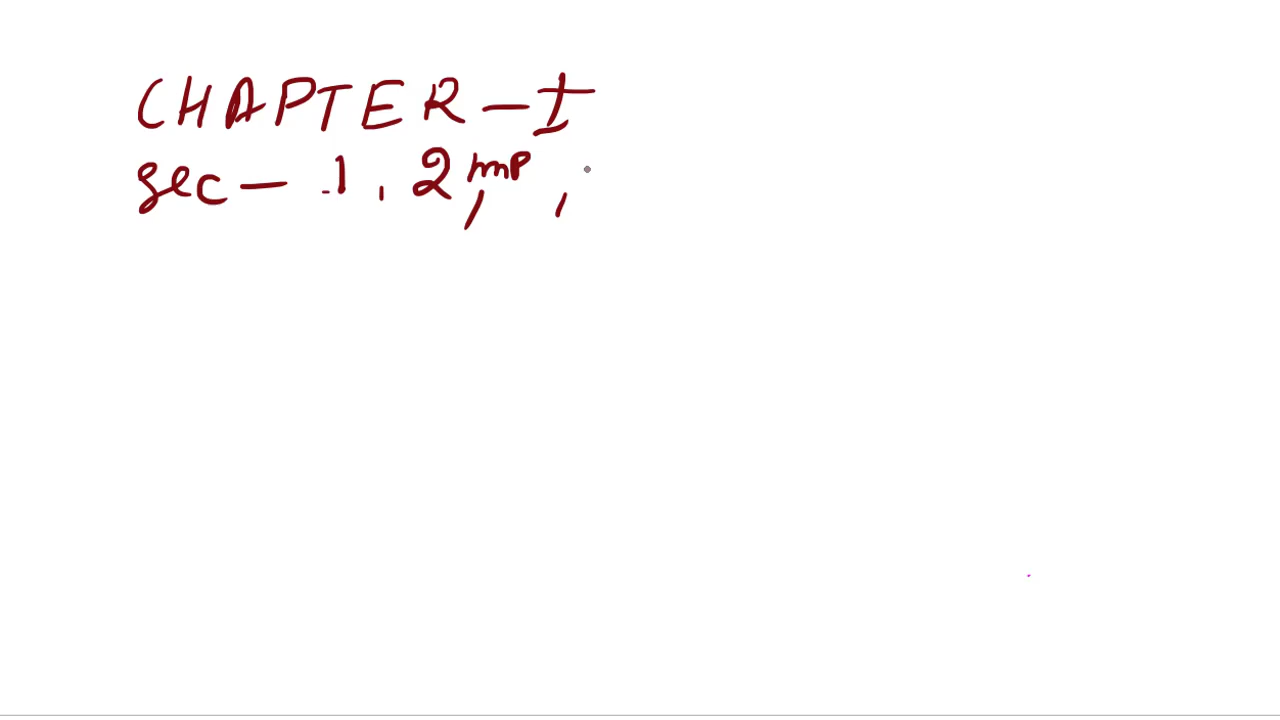 CHAPTER - I
sec - 1, 2 imp, ,